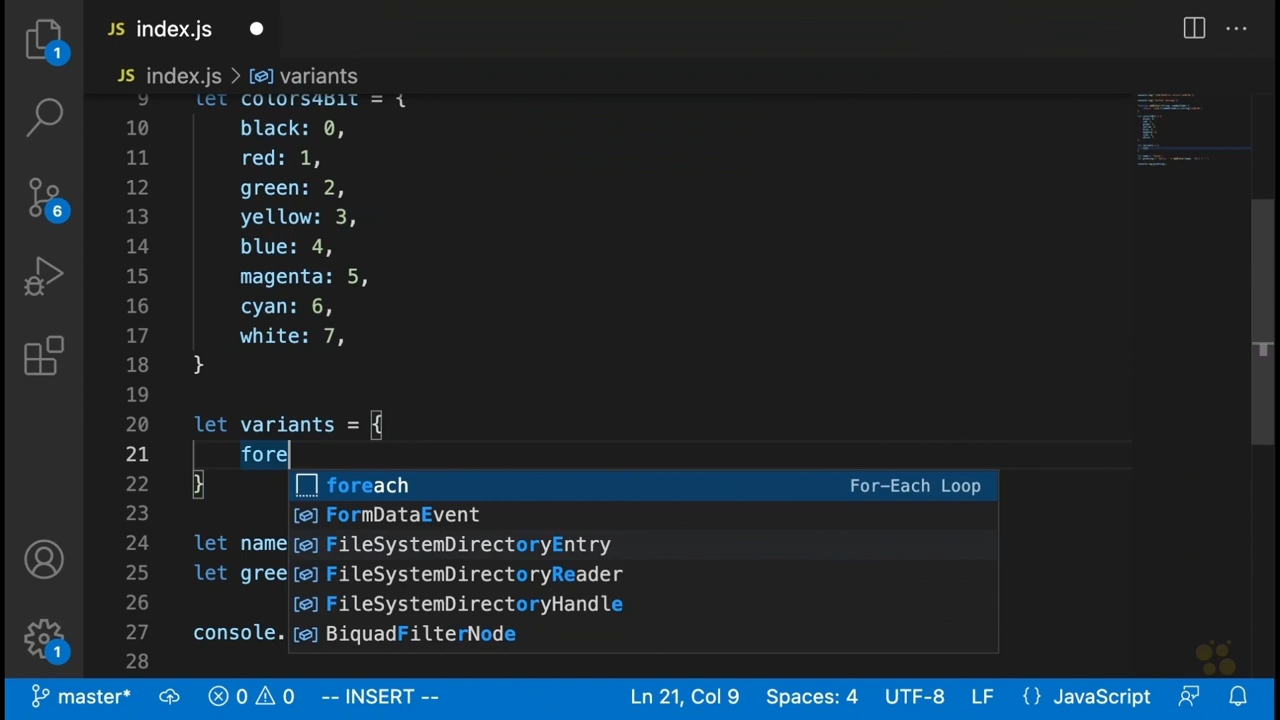 JS index.js
JS index.js > variants
9 let colors4Bit = {
10 black: 0,
11 red: 1,
12 green: 2,
13 yellow: 3,
14 blue: 4,
15 magenta: 5,
16 cyan: 6,
17 white: 7,
18 }
19
20 let variants = {
21 fore
foreach For-Each Loop
22 }
FormDataEvent
23
FileSystemDirectoryEntry
24 let name
FileSystemDirectoryReader
25 let gree
FileSystemDirectoryHandle
26
BiquadFilterNode
27 console.
28
1
6
1
master* 0 0 -- INSERT -- Ln 21, Col 9 Spaces: 4 UTF-8 LF {} JavaScript